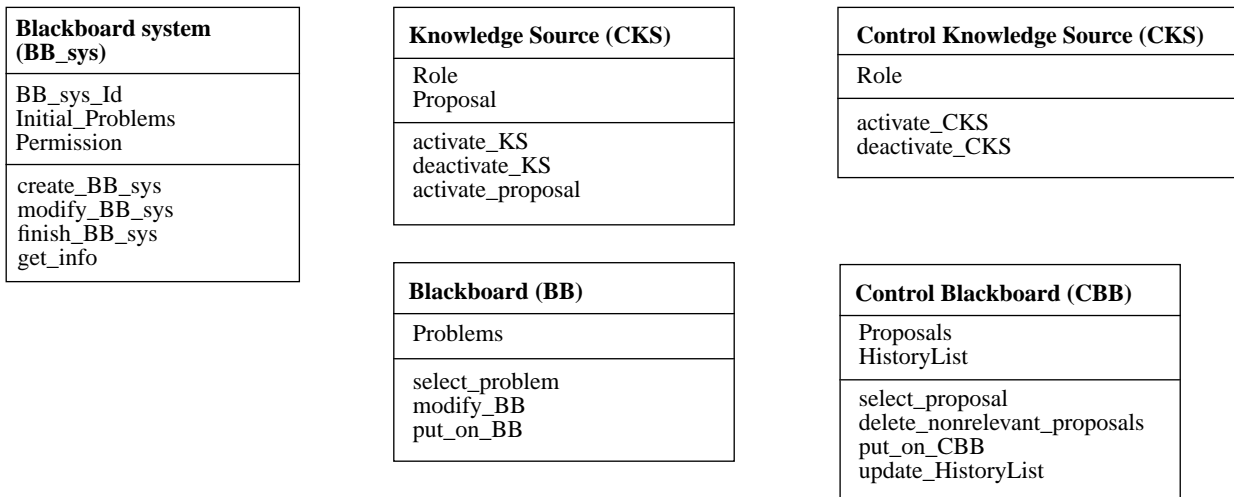 Blackboard system
(BB_sys)
BB_sys_Id
Initial_Problems
Permission
create_BB_sys
modify_BB_sys
finish_BB_sys
get_info
Knowledge Source (CKS)
Role
Proposal
activate_KS
deactivate_KS
activate_proposal
Control Knowledge Source (CKS)
Role
activate_CKS
deactivate_CKS
Blackboard (BB)
Problems
select_problem
modify_BB
put_on_BB
Control Blackboard (CBB)
Proposals
HistoryList
select_proposal
delete_nonrelevant_proposals
put_on_CBB
update_HistoryList